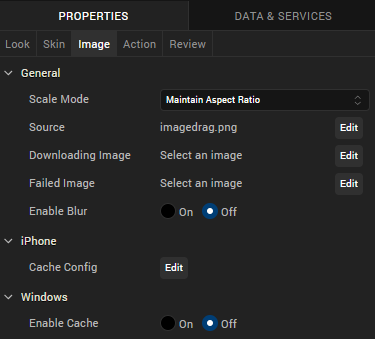 PROPERTIES DATA & SERVICES
Look Skin Image Action Review
General
Scale Mode Maintain Aspect Ratio
Source imagedrag.png Edit
Downloading Image Select an image Edit
Failed Image Select an image Edit
Enable Blur On Off
iPhone
Cache Config Edit
Windows
Enable Cache On Off